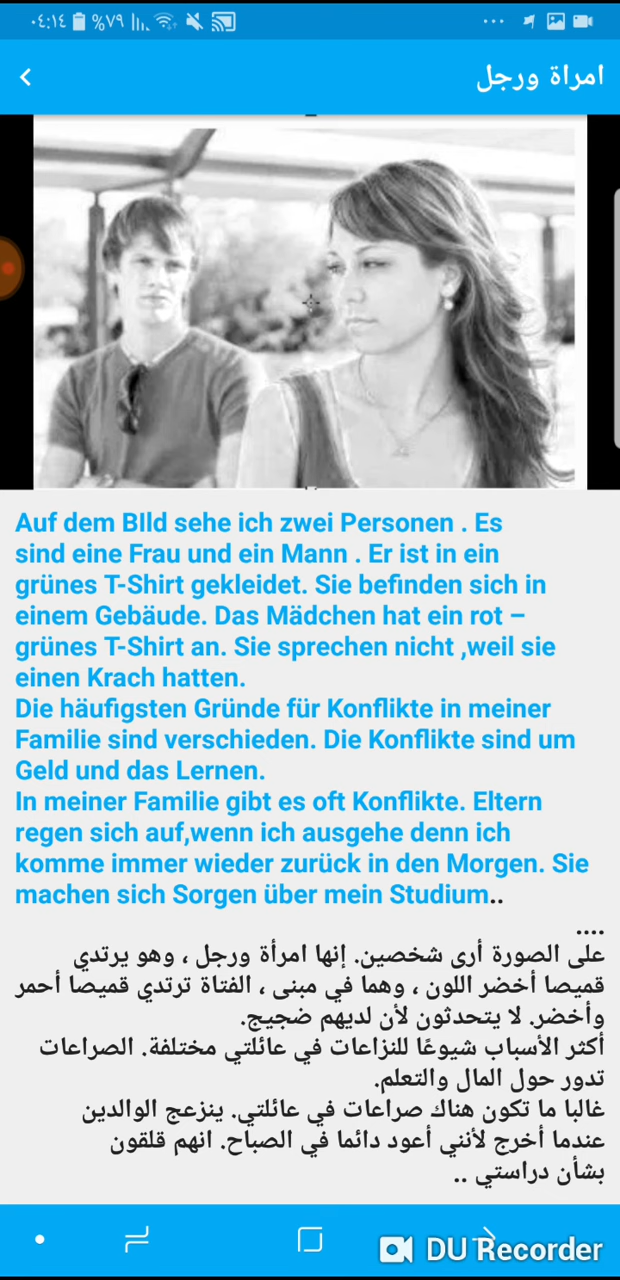 ٠٤:١٤ %٧٩
امراة ورجل
Auf dem BIld sehe ich zwei Personen . Es
sind eine Frau und ein Mann . Er ist in ein
grünes T-Shirt gekleidet. Sie befinden sich in
einem Gebäude. Das Mädchen hat ein rot –
grünes T-Shirt an. Sie sprechen nicht ,weil sie
einen Krach hatten.
Die häufigsten Gründe für Konflikte in meiner
Familie sind verschieden. Die Konflikte sind um
Geld und das Lernen.
In meiner Familie gibt es oft Konflikte. Eltern
regen sich auf,wenn ich ausgehe denn ich
komme immer wieder zurück in den Morgen. Sie
machen sich Sorgen über mein Studium..
....
على الصورة أرى شخصين. إنها امرأة ورجل ، وهو يرتدي
قميصا أخضر اللون ، وهما في مبنى ، الفتاة ترتدي قميصا أحمر
وأخضر. لا يتحدثون لأن لديهم ضجيج.
أكثر الأسباب شيوعًا للنزاعات في عائلتي مختلفة. الصراعات
تدور حول المال والتعلم.
غالبا ما تكون هناك صراعات في عائلتي. ينزعج الوالدين
عندما أخرج لأنني أعود دائما في الصباح. انهم قلقون
بشأن دراستي ..
DU Recorder